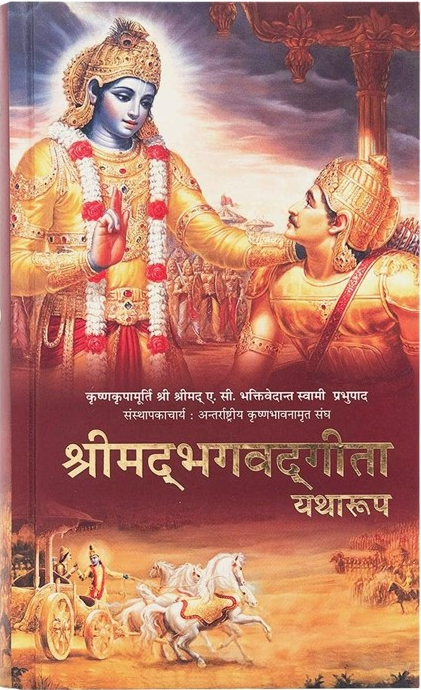 कृष्णकृपामूर्ति श्री श्रीमद् ए. सी. भक्तिवेदान्त स्वामी प्रभुपाद
संस्थापकाचार्य : अन्तर्राष्ट्रीय कृष्णभावनामृत संघ
श्रीमद्भगवद्गीता
यथारूप